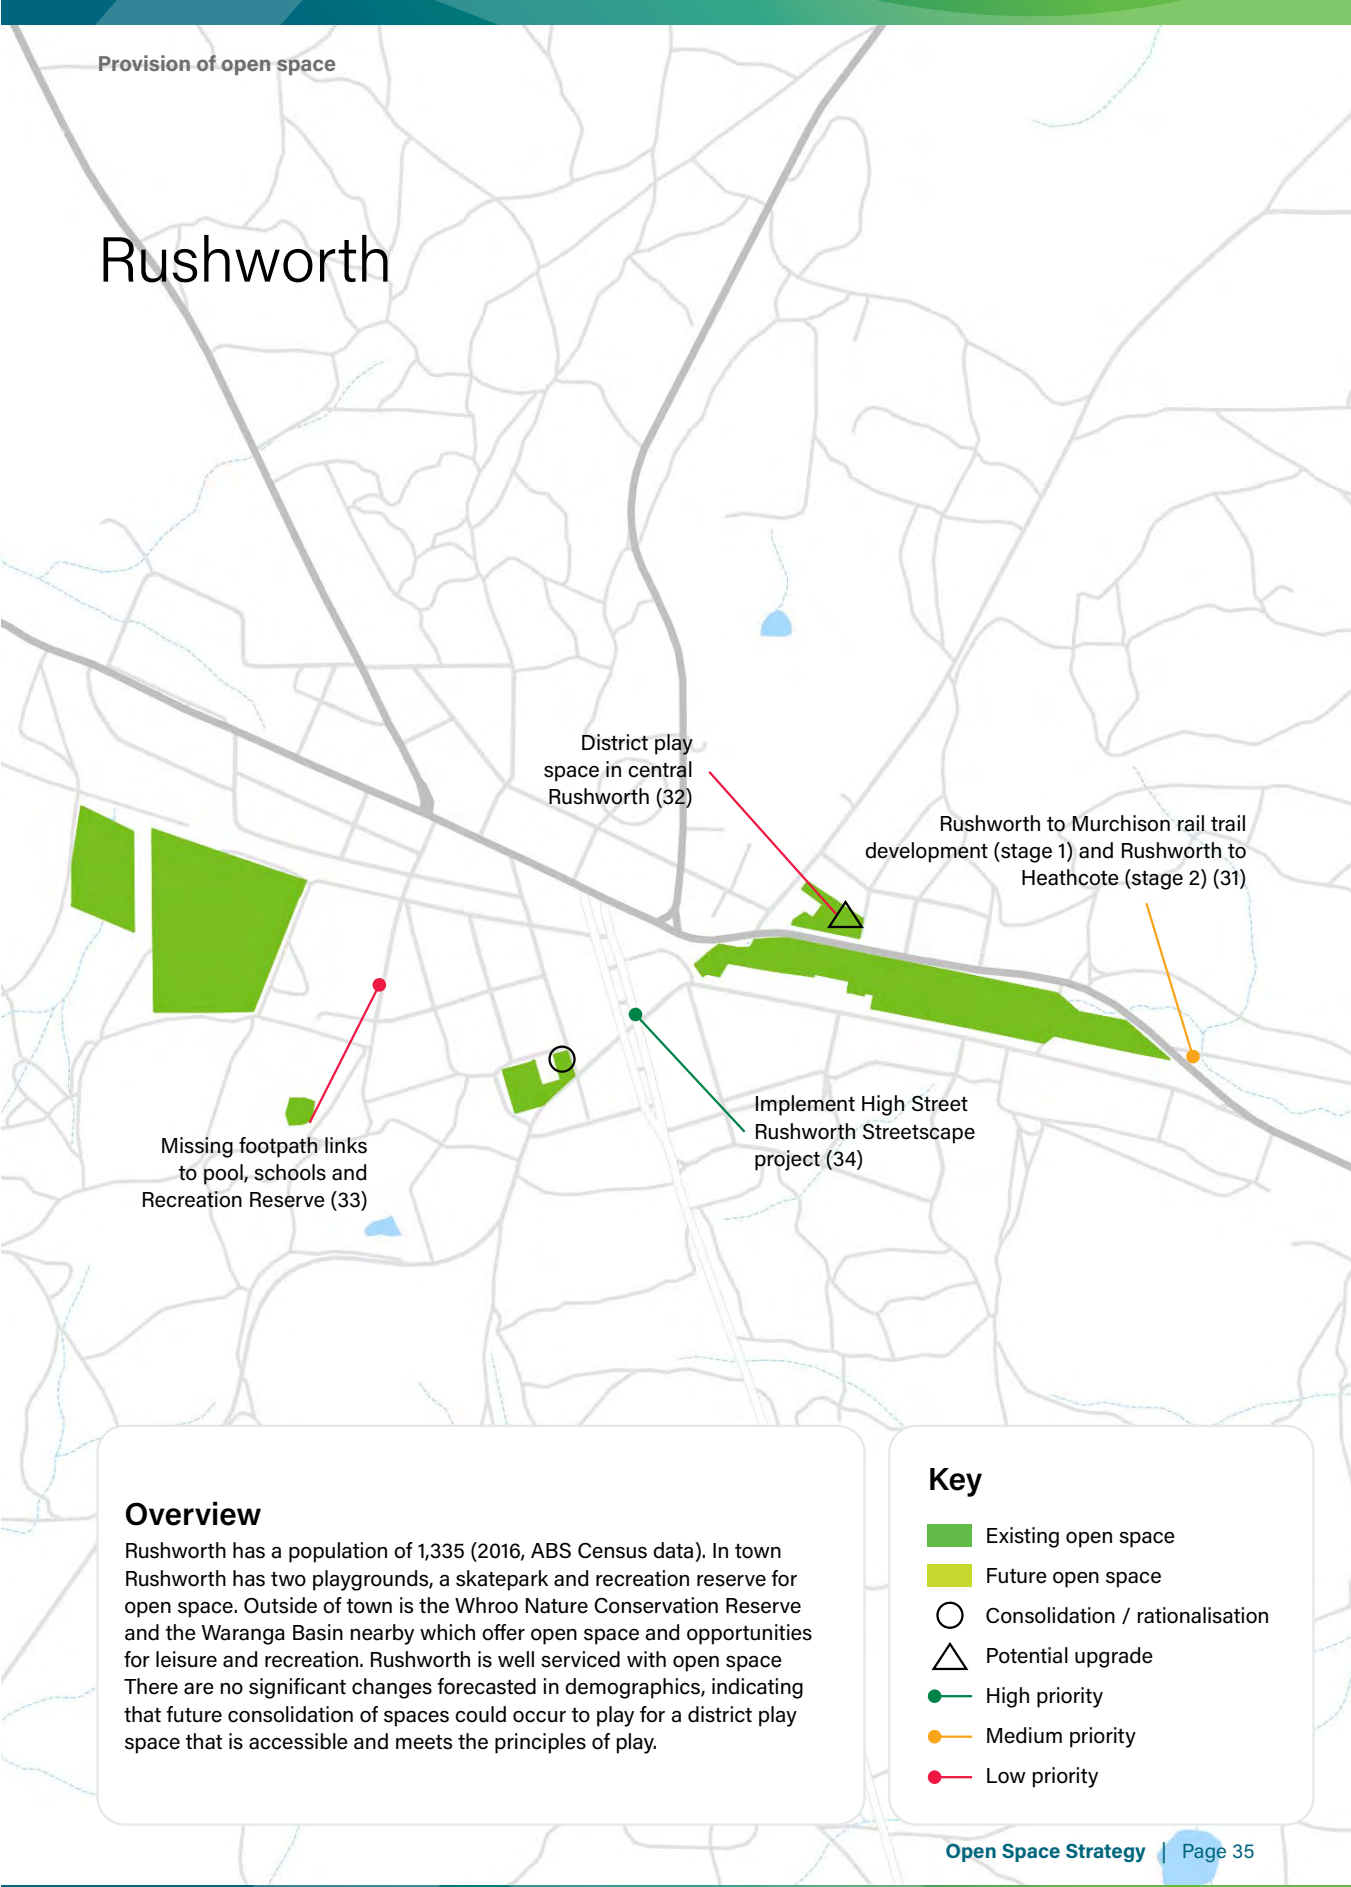 Provision of open space
Rushworth
District play
space in central
Rushworth (32)
Rushworth to Murchison rail trail
development (stage 1) and Rushworth to
Heathcote (stage 2) (31)
Implement High Street
Rushworth Streetscape
project (34)
Missing footpath links
to pool, schools and
Recreation Reserve (33)
Overview
Rushworth has a population of 1,335 (2016, ABS Census data). In town
Rushworth has two playgrounds, a skatepark and recreation reserve for
open space. Outside of town is the Whroo Nature Conservation Reserve
and the Waranga Basin nearby which offer open space and opportunities
for leisure and recreation. Rushworth is well serviced with open space
There are no significant changes forecasted in demographics, indicating
that future consolidation of spaces could occur to play for a district play
space that is accessible and meets the principles of play.
Key
Existing open space
Future open space
Consolidation / rationalisation
Potential upgrade
High priority
Medium priority
Low priority
Open Space Strategy | Page 35